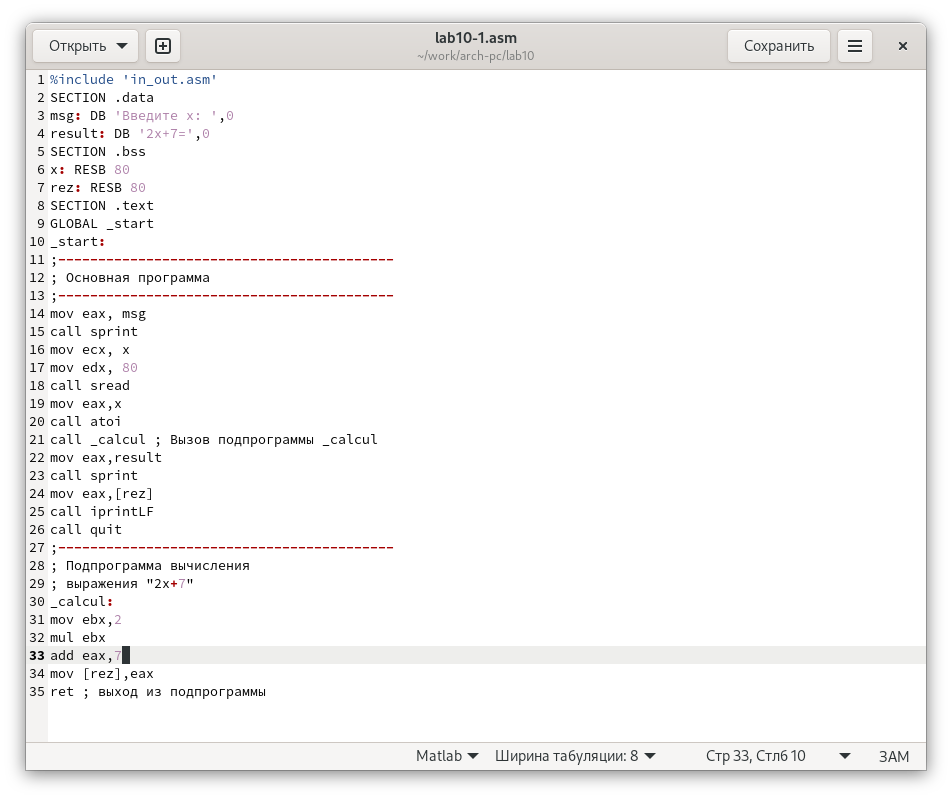 Открыть
lab10-1.asm
~/work/arch-pc/lab10
Сохранить
1 %include 'in_out.asm'
2 SECTION .data
3 msg: DB 'Введите x: ',0
4 result: DB '2x+7=',0
5 SECTION .bss
6 x: RESB 80
7 rez: RESB 80
8 SECTION .text
9 GLOBAL _start
10 _start:
11 ;------------------------------------------
12 ; Основная программа
13 ;------------------------------------------
14 mov eax, msg
15 call sprint
16 mov ecx, x
17 mov edx, 80
18 call sread
19 mov eax,x
20 call atoi
21 call _calcul ; Вызов подпрограммы _calcul
22 mov eax,result
23 call sprint
24 mov eax,[rez]
25 call iprintLF
26 call quit
27 ;------------------------------------------
28 ; Подпрограмма вычисления
29 ; выражения "2x+7"
30 _calcul:
31 mov ebx,2
32 mul ebx
33 add eax,7
34 mov [rez],eax
35 ret ; выход из подпрограммы
Matlab Ширина табуляции: 8 Стр 33, Стлб 10 ЗАМ